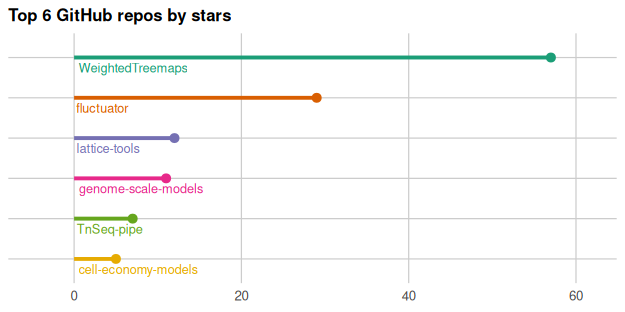 Top 6 GitHub repos by stars
WeightedTreemaps
fluctuator
lattice-tools
genome-scale-models
TnSeq-pipe
cell-economy-models
0 20 40 60